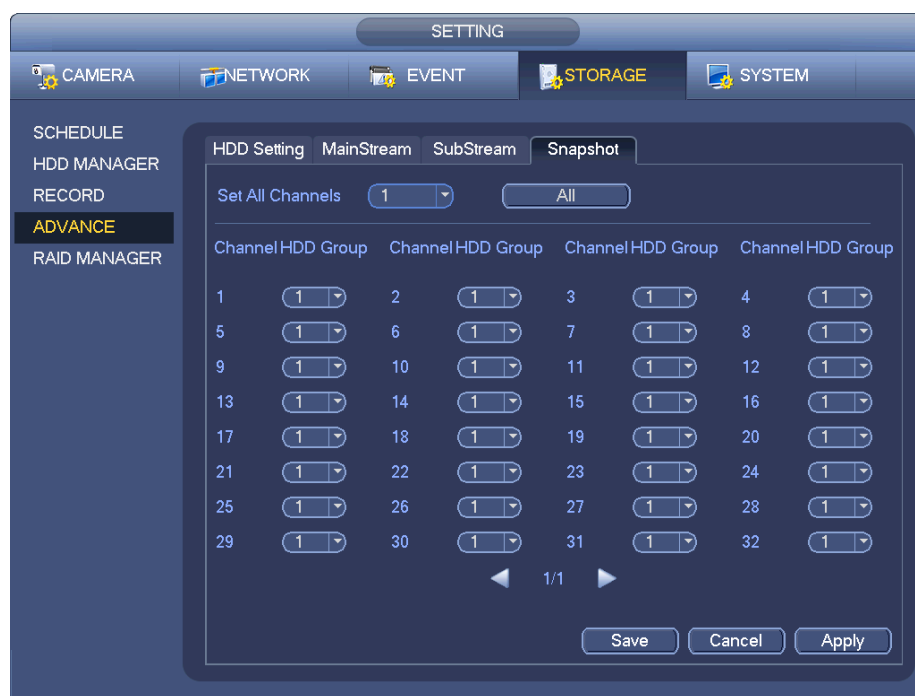 SETTING
CAMERA NETWORK EVENT STORAGE SYSTEM
SCHEDULE
HDD MANAGER
RECORD
ADVANCE
RAID MANAGER
HDD Setting MainStream SubStream Snapshot
Set All Channels 1 All
Channel HDD Group Channel HDD Group Channel HDD Group Channel HDD Group
1 1 2 1 3 1 4 1
5 1 6 1 7 1 8 1
9 1 10 1 11 1 12 1
13 1 14 1 15 1 16 1
17 1 18 1 19 1 20 1
21 1 22 1 23 1 24 1
25 1 26 1 27 1 28 1
29 1 30 1 31 1 32 1
1/1
Save Cancel Apply